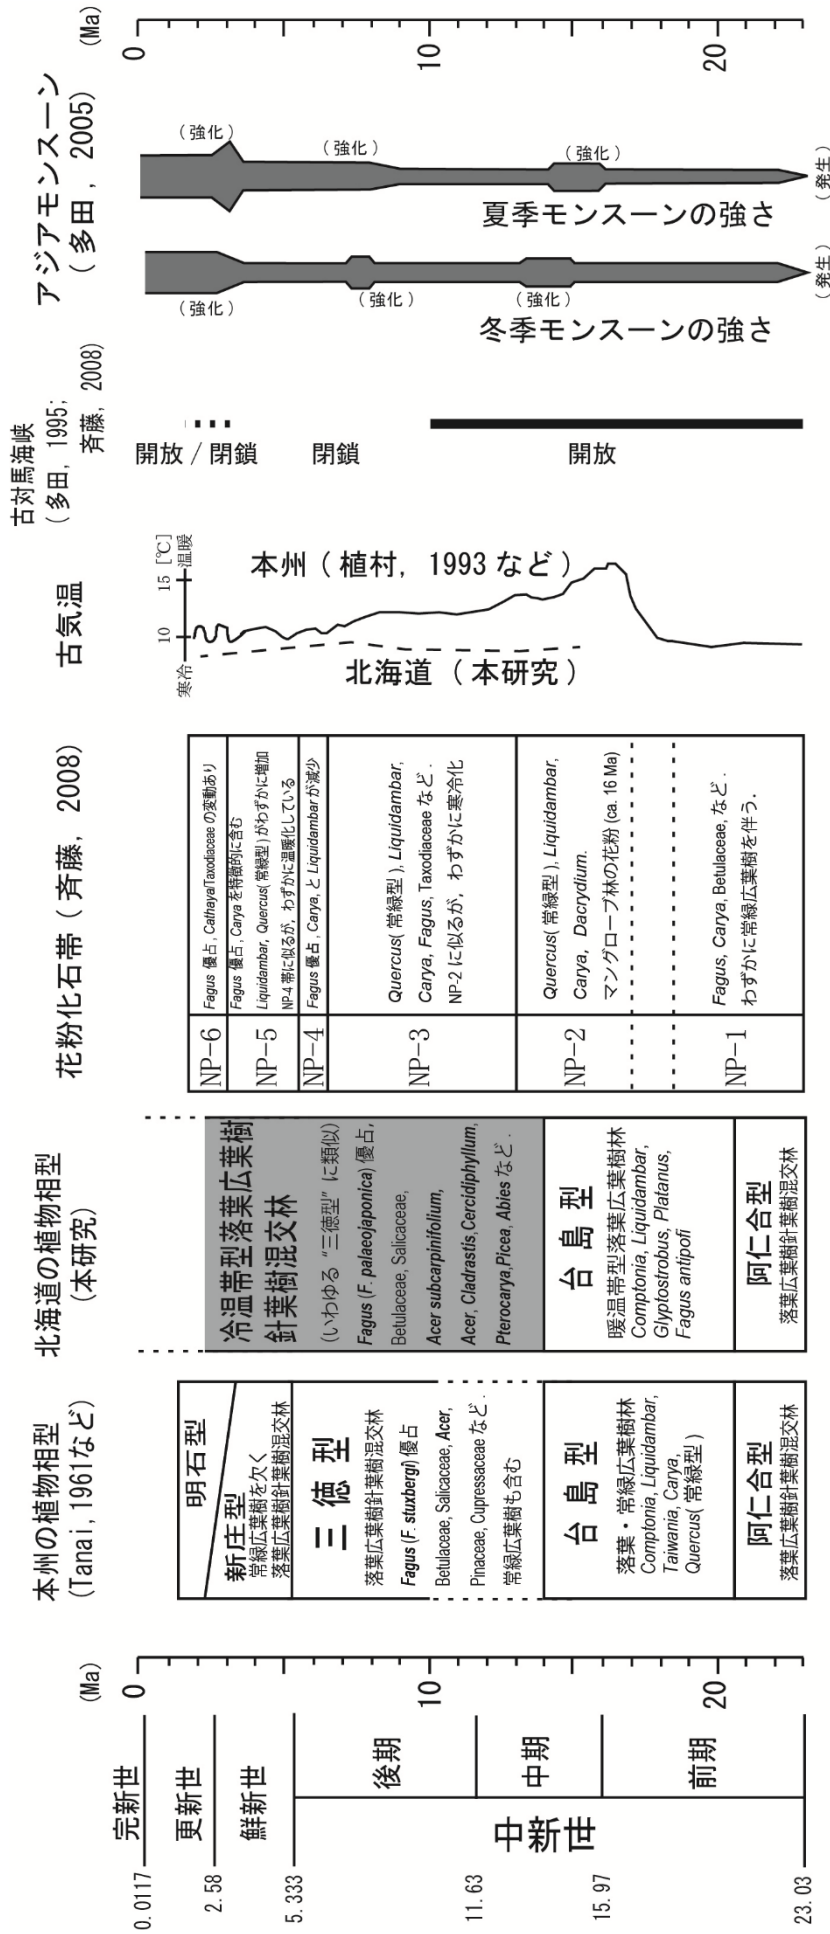 (Ma)
0
10
20
アジアモンスーン
(多田, 2005)
(強化)
(強化)
(強化)
(発生)
夏季モンスーンの強さ
(強化)
(強化)
(強化)
(発生)
冬季モンスーンの強さ
古対馬海峡
(多田, 1995;
斉藤, 2008)
開放 / 閉鎖
閉鎖
開放
古気温
15 [℃]
温暖
10
寒冷
本州 ( 植村, 1993 など )
北海道 ( 本研究 )
花粉化石帯 ( 斉藤, 2008)
NP-6
Fagus 優占, Cathaya/Taxodiaceae の変動あり
NP-5
Fagus 優占, Carya を特徴的に含む
Liquidambar, Quercus(常緑型)がわずかに増加
NP-4 帯に似るが, わずかに温暖化している
NP-4
Fagus 優占, Carya, と Liquidambar が減少
NP-3
Quercus( 常緑型 ), Liquidambar,
Carya, Fagus, Taxodiaceae など.
NP-2 に似るが, わずかに寒冷化
NP-2
Quercus( 常緑型 ), Liquidambar,
Carya, Dacrydium.
マングローブ林の花粉 (ca. 16 Ma)
NP-1
Fagus, Carya, Betulaceae, など.
わずかに常緑広葉樹を伴う.
北海道の植物相型
(本研究)
冷温帯型落葉広葉樹
針葉樹混交林
(いわゆる “三徳型” に類似)
Fagus (F. palaeojaponica) 優占,
Betulaceae, Salicaceae,
Acer subcarpinifolium,
Acer, Cladrastis, Cercidiphyllum,
Pterocarya, Picea, Abies など.
台島型
暖温帯型落葉広葉樹林
Comptonia, Liquidambar,
Glyptostrobus, Platanus,
Fagus antipofi
阿仁合型
落葉広葉樹針葉樹混交林
本州の植物相型
(Tanai, 1961など)
明石型
新庄型
常緑広葉樹を欠く
落葉広葉樹針葉樹混交林
三徳型
落葉広葉樹針葉樹混交林
Fagus (F. stuxbergi) 優占
Betulaceae, Salicaceae, Acer,
Pinaceae, Cupressaceae など.
常緑広葉樹も含む
台島型
落葉・常緑広葉樹林
Comptonia, Liquidambar,
Taiwania, Carya,
Quercus( 常緑型 )
阿仁合型
落葉広葉樹針葉樹混交林
(Ma)
0
10
20
完新世
更新世
鮮新世
後期
中期
前期
中新世
0.0117
2.58
5.333
11.63
15.97
23.03